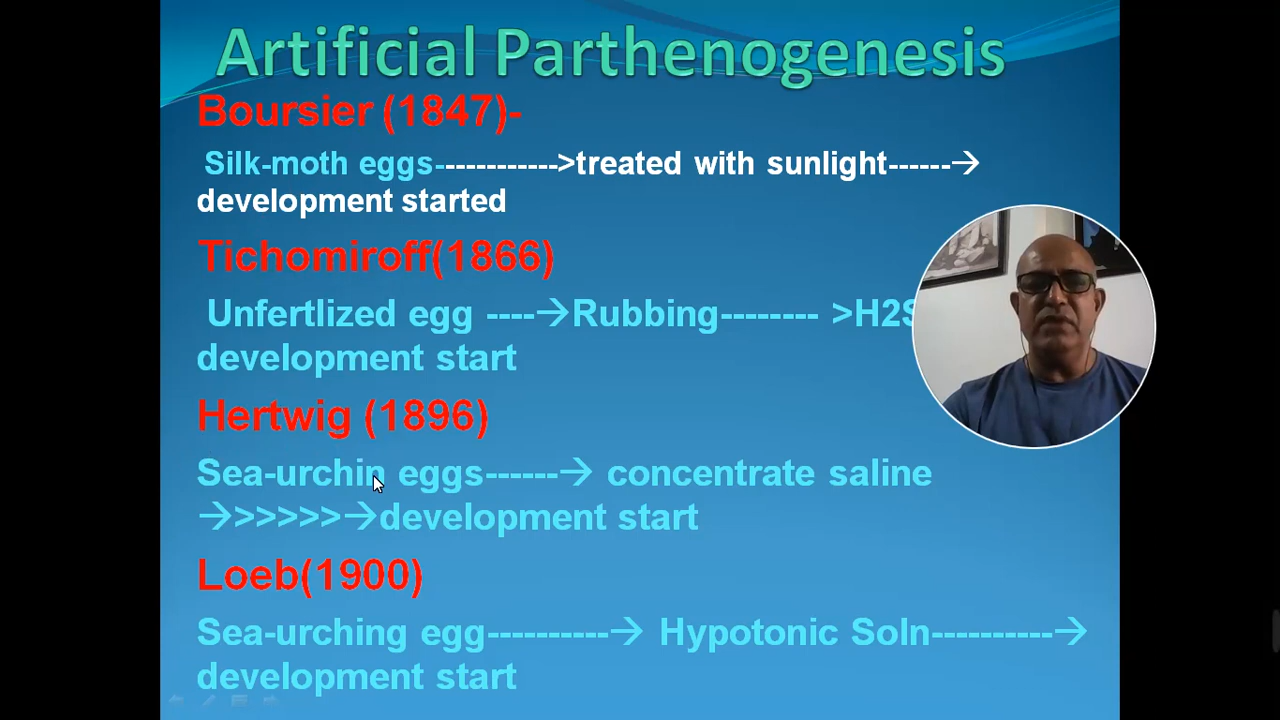 Artificial Parthenogenesis
Boursier (1847)-
Silk-moth eggs------------>treated with sunlight------→
development started
Tichomiroff(1866)
Unfertlized egg ----→Rubbing-------- >H2S
development start
Hertwig (1896)
Sea-urchin eggs------→ concentrate saline
→>>>>>→development start
Loeb(1900)
Sea-urching egg----------→ Hypotonic Soln----------→
development start